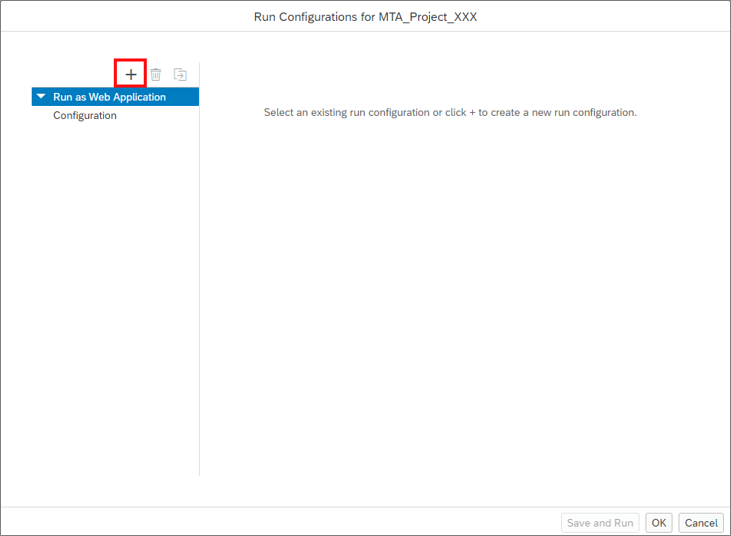 Run Configurations for MTA_Project_XXX
Run as Web Application
Configuration
Select an existing run configuration or click + to create a new run configuration.
Save and Run OK Cancel